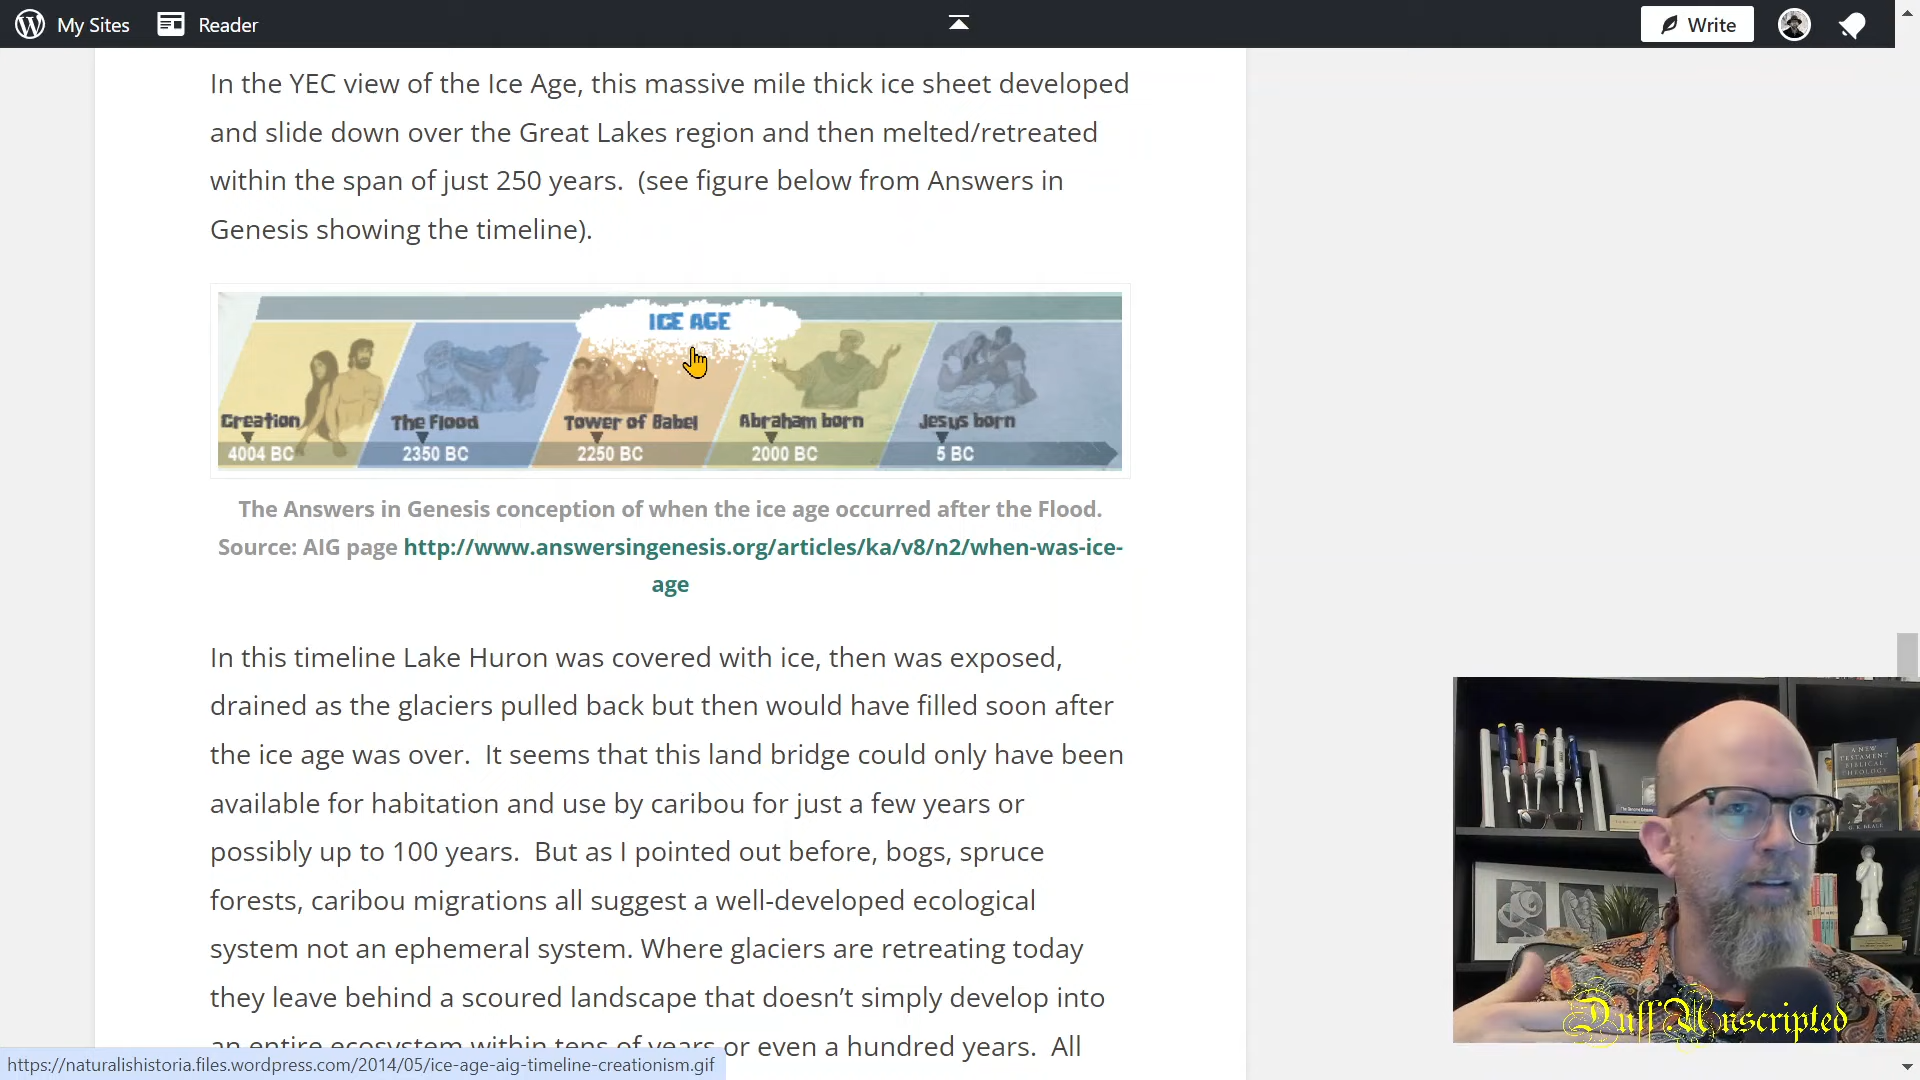 My Sites
Reader
Write
In the YEC view of the Ice Age, this massive mile thick ice sheet developed
and slide down over the Great Lakes region and then melted/retreated
within the span of just 250 years.  (see figure below from Answers in
Genesis showing the timeline).
ICE AGE
Creation
The Flood
Tower of Babel
Abraham born
Jesus born
4004 BC
2350 BC
2250 BC
2000 BC
5 BC
The Answers in Genesis conception of when the ice age occurred after the Flood.
Source: AIG page http://www.answersingenesis.org/articles/ka/v8/n2/when-was-ice-
age
In this timeline Lake Huron was covered with ice, then was exposed,
drained as the glaciers pulled back but then would have filled soon after
the ice age was over.  It seems that this land bridge could only have been
available for habitation and use by caribou for just a few years or
possibly up to 100 years.  But as I pointed out before, bogs, spruce
forests, caribou migrations all suggest a well-developed ecological
system not an ephemeral system. Where glaciers are retreating today
they leave behind a scoured landscape that doesn’t simply develop into
an entire ecosystem within tens of years or even a hundred years.  All
https://naturalishistoria.files.wordpress.com/2014/05/ice-age-aig-timeline-creationism.gif
A NEW
TESTAMENT
BIBLICAL
THEOLOGY
G. K. BEALE
Duff Unscripted